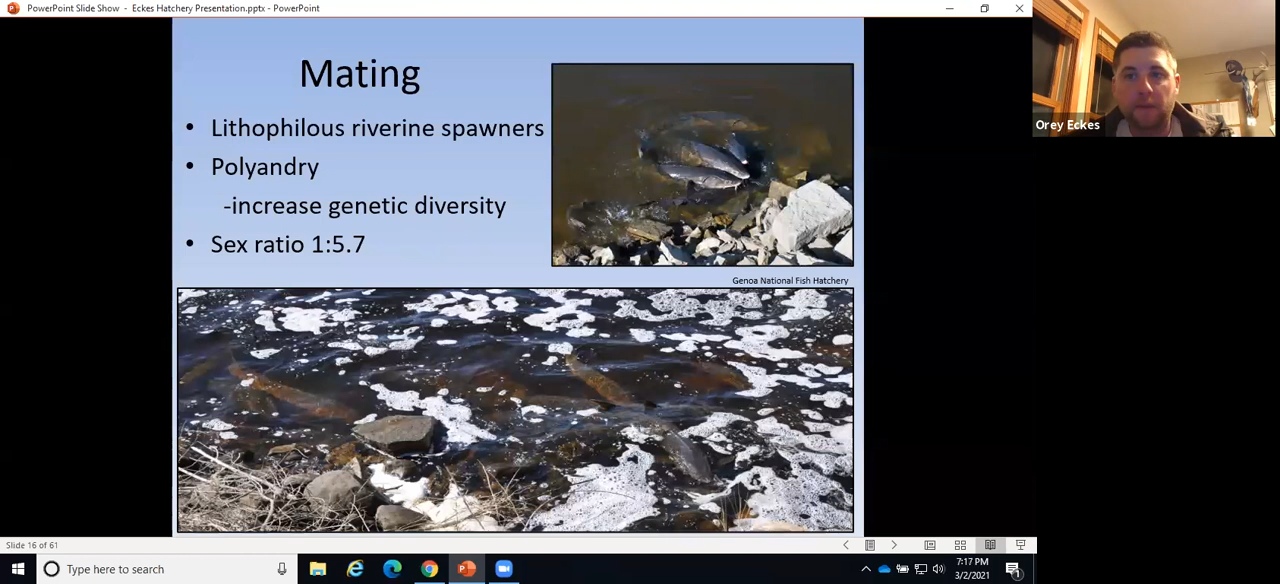 PowerPoint Slide Show - Eckes Hatchery Presentation.pptx - PowerPoint
Mating
• Lithophilous riverine spawners
• Polyandry
-increase genetic diversity
• Sex ratio 1:5.7
Genoa National Fish Hatchery
Orey Eckes
Slide 16 of 61
Type here to search
7:17 PM
3/2/2021
1